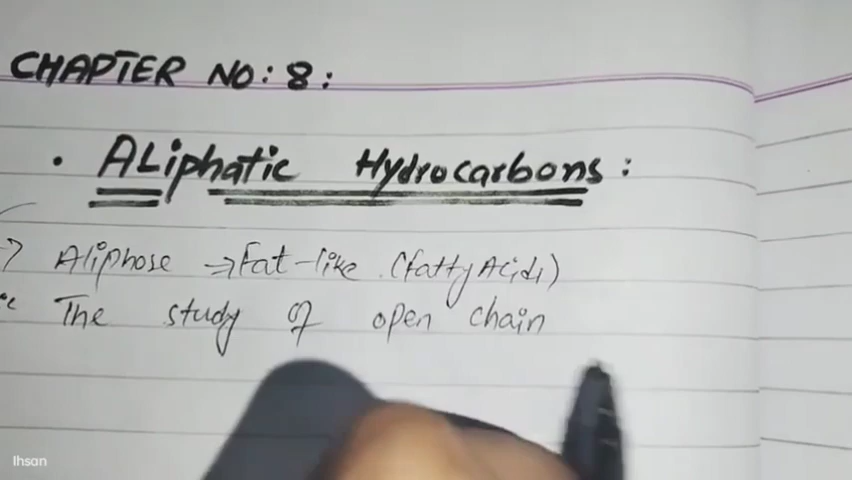 CHAPTER NO: 8:
• ALiphatic Hydrocarbons:
→ Aliphose → Fat-like (fatty Acids)
The study of open chain
Ihsan